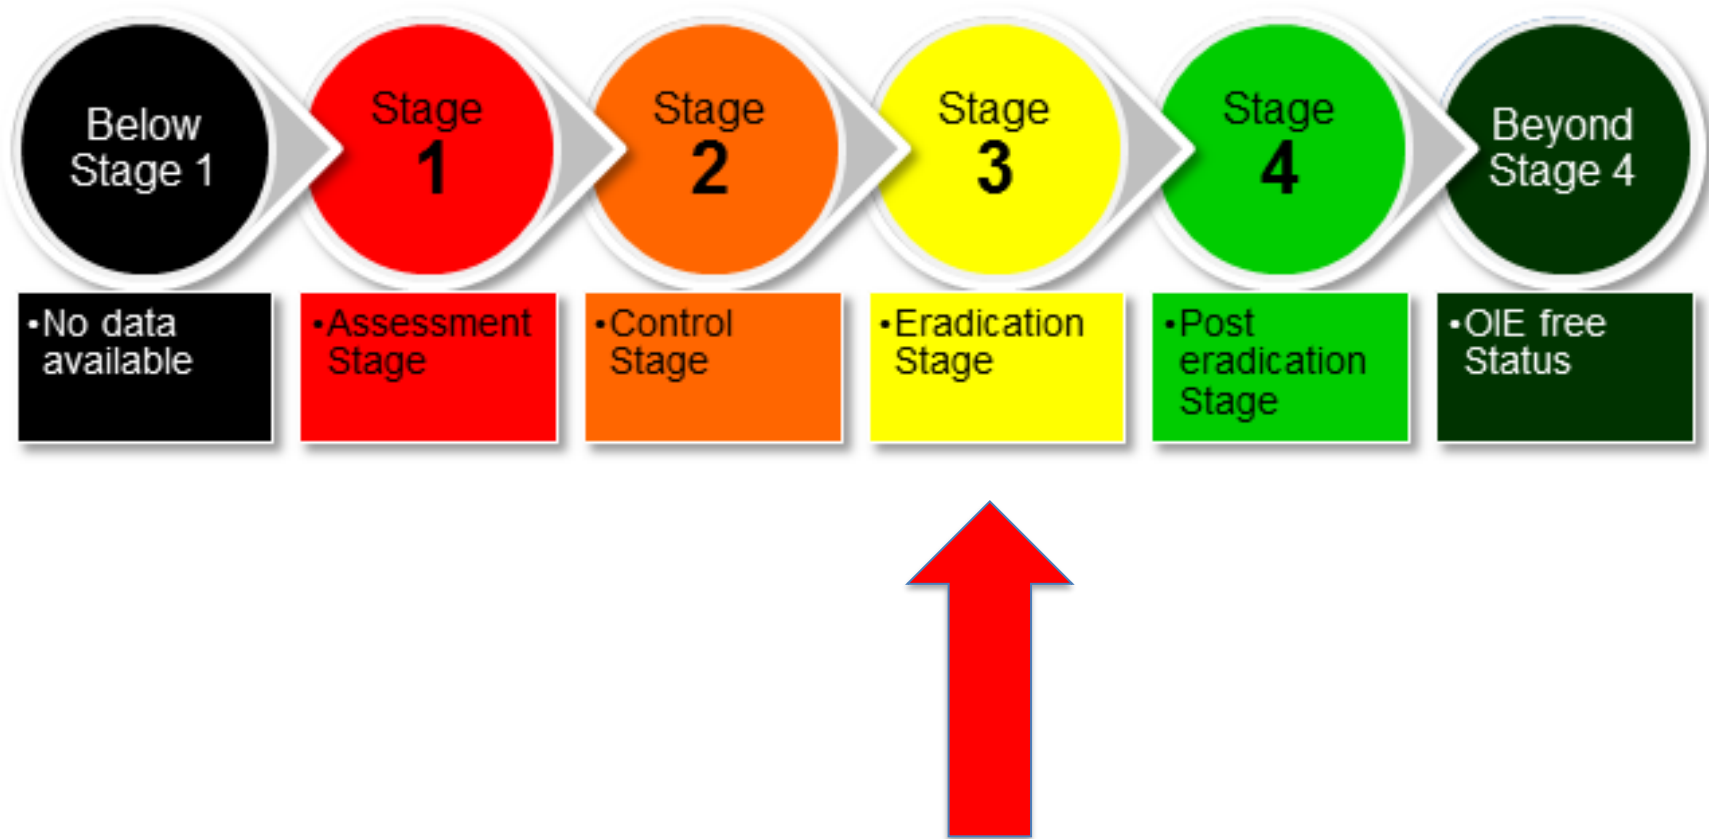 Below
Stage 1
Stage
1
Stage
2
Stage
3
Stage
4
Beyond
Stage 4
•No data
available
•Assessment
Stage
•Control
Stage
•Eradication
Stage
•Post
eradication
Stage
•OIE free
Status